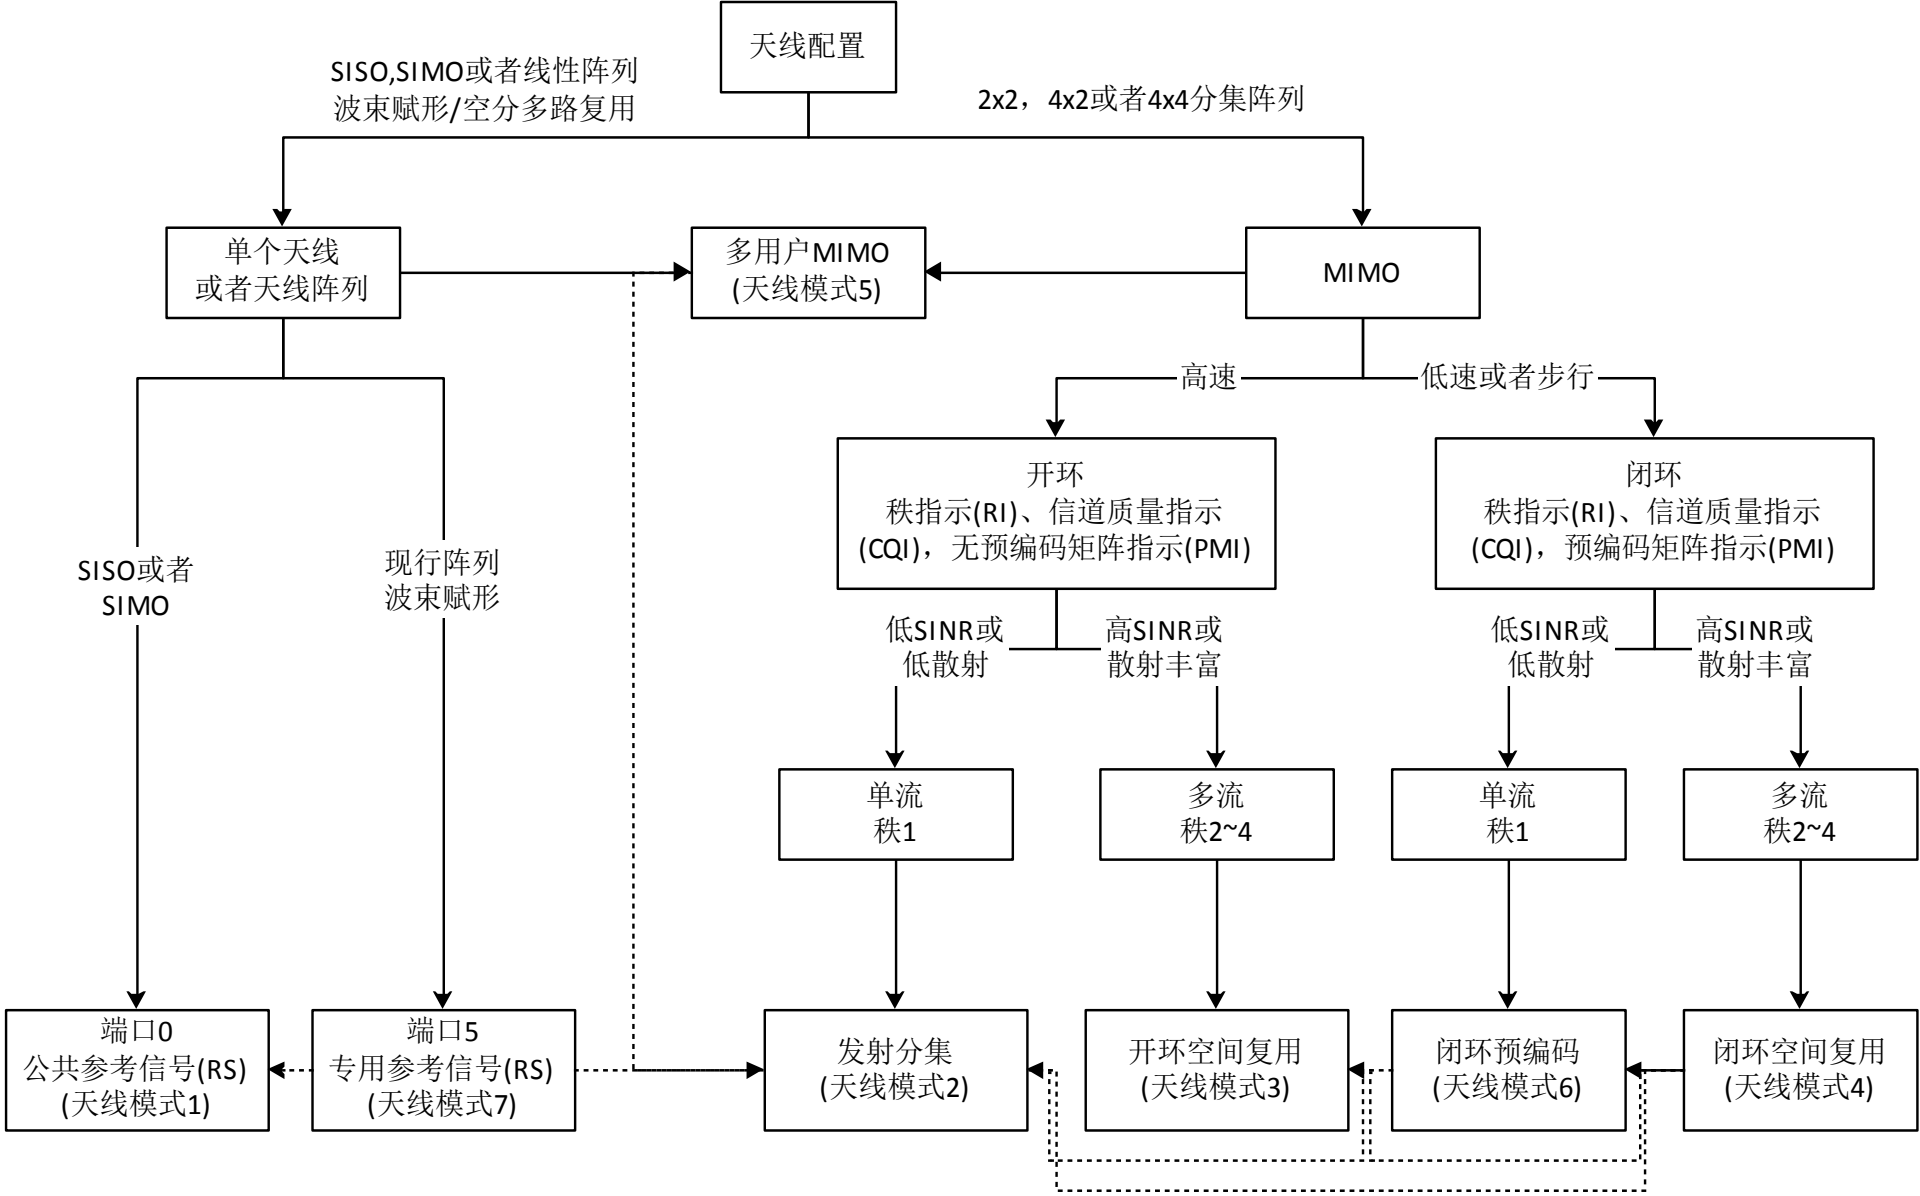 天线配置
SISO,SIMO或者线性阵列
波束赋形/空分多路复用
2x2，4x2或者4x4分集阵列
单个天线
或者天线阵列
多用户MIMO
(天线模式5)
MIMO
高速
低速或者步行
开环
秩指示(RI)、信道质量指示
(CQI)，无预编码矩阵指示(PMI)
闭环
秩指示(RI)、信道质量指示
(CQI)，预编码矩阵指示(PMI)
SISO或者
SIMO
现行阵列
波束赋形
低SINR或
低散射
高SINR或
散射丰富
低SINR或
低散射
高SINR或
散射丰富
单流
秩1
多流
秩2~4
单流
秩1
多流
秩2~4
端口0
公共参考信号(RS)
(天线模式1)
端口5
专用参考信号(RS)
(天线模式7)
发射分集
(天线模式2)
开环空间复用
(天线模式3)
闭环预编码
(天线模式6)
闭环空间复用
(天线模式4)